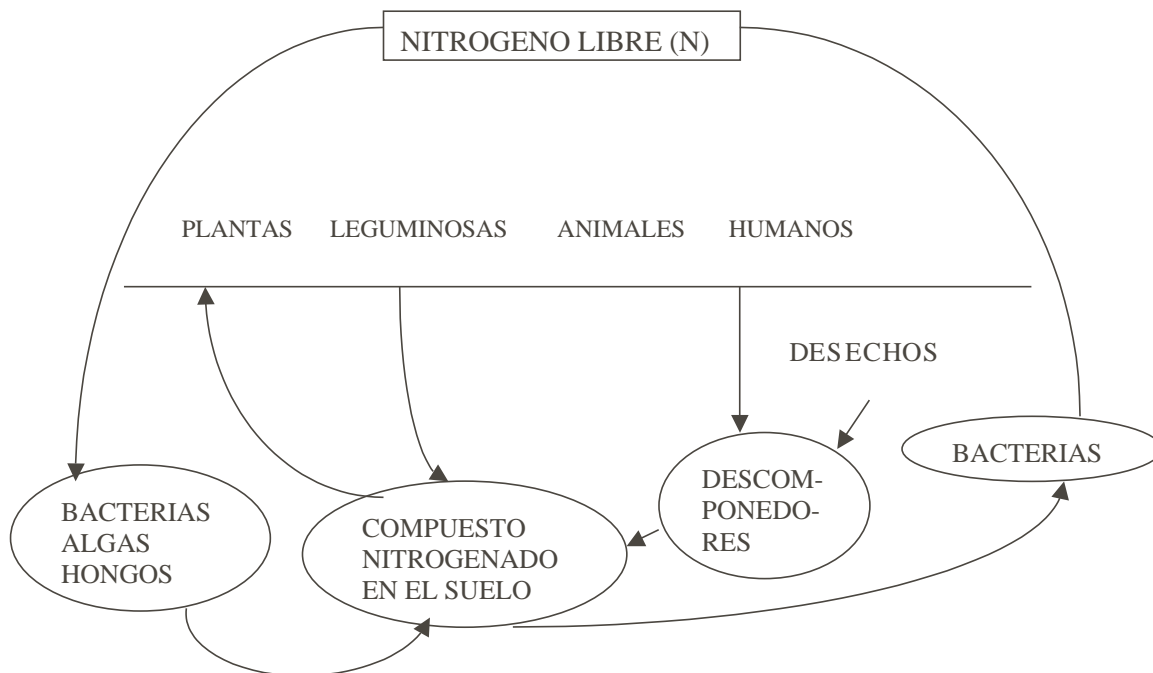 NITROGENO LIBRE (N)
PLANTAS LEGUMINOSAS ANIMALES HUMANOS
DESECHOS
BACTERIAS
ALGAS
HONGOS
COMPUESTO
NITROGENADO
EN EL SUELO
DESCOM-
PONEDO-
RES
BACTERIAS